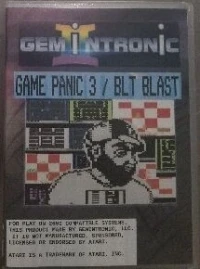 GEMINTRONIC
GAME PANIC 3 / BLT BLAST
FOR PLAY ON 2600 COMPATIBLE SYSTEMS.
THIS PRODUCT MADE BY GEMINTRONIC, LLC.
IT IS NOT MANUFACTURED, SPONSORED,
LICENSED OR ENDORSED BY ATARI.
ATARI IS A TRADEMARK OF ATARI, INC.